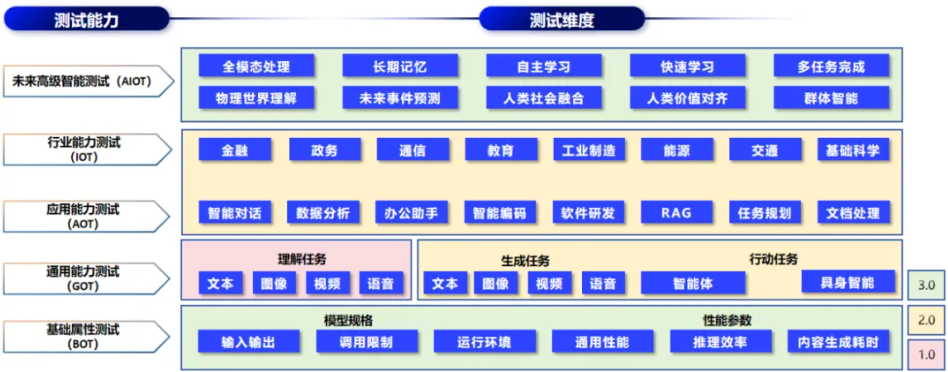 测试能力
测试维度
未来高级智能测试（AIOT）
全模态处理
长期记忆
自主学习
快速学习
多任务完成
物理世界理解
未来事件预测
人类社会融合
人类价值对齐
群体智能
行业能力测试
(IOT)
金融
政务
通信
教育
工业制造
能源
交通
基础科学
应用能力测试
(AOT)
智能对话
数据分析
办公助手
智能编码
软件研发
RAG
任务规划
文档处理
通用能力测试
(GOT)
理解任务
文本
图像
视频
语音
生成任务
文本
图像
视频
语音
行动任务
智能体
具身智能
基础属性测试
(BOT)
模型规格
性能参数
输入输出
调用限制
运行环境
通用性能
推理效率
内容生成耗时
3.0
2.0
1.0